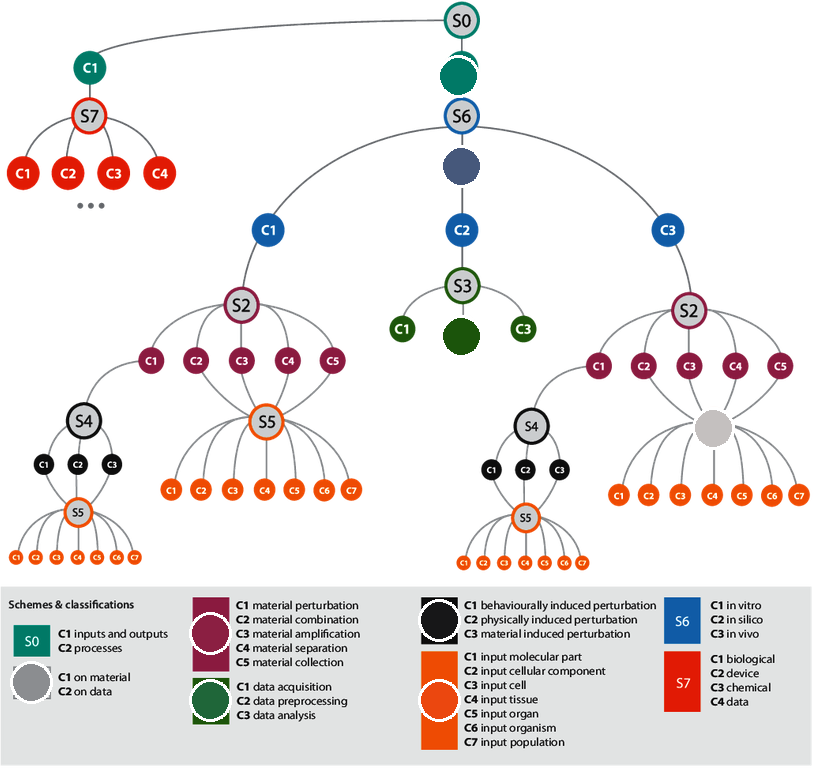 S0
C1
S7
S6
C1 C2 C3 C4
...
C1 C2 C3
S3
S2
S2
C1 C3
C1 C2 C3 C4 C5
C1 C2 C3 C4 C5
S4
S5
S4
C1 C2 C3
C1 C2 C3
C1 C2 C3 C4 C5 C6 C7
C1 C2 C3 C4 C5 C6 C7
S5
S5
C1 C2 C3 C4 C5 C6 C7
C1 C2 C3 C4 C5 C6 C7
Schemes & classifications
S0
C1 inputs and outputs
C2 processes
C1 on material
C2 on data
C1 material perturbation
C2 material combination
C3 material amplification
C4 material separation
C5 material collection
C1 data acquisition
C2 data preprocessing
C3 data analysis
C1 behaviourally induced perturbation
C2 physically induced perturbation
C3 material induced perturbation
C1 input molecular part
C2 input cellular component
C3 input cell
C4 input tissue
C5 input organ
C6 input organism
C7 input population
S6
C1 in vitro
C2 in silico
C3 in vivo
S7
C1 biological
C2 device
C3 chemical
C4 data